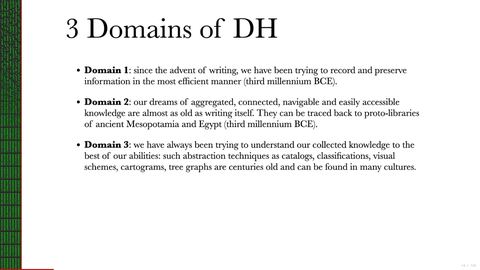 3 Domains of DH
• Domain 1: since the advent of writing, we have been trying to record and preserve
information in the most efficient manner (third millennium BCE).
• Domain 2: our dreams of aggregated, connected, navigable and easily accessible
knowledge are almost as old as writing itself. They can be traced back to proto-libraries
of ancient Mesopotamia and Egypt (third millennium BCE).
• Domain 3: we have always been trying to understand our collected knowledge to the
best of our abilities: such abstraction techniques as catalogs, classifications, visual
schemes, cartograms, tree graphs are centuries old and can be found in many cultures.